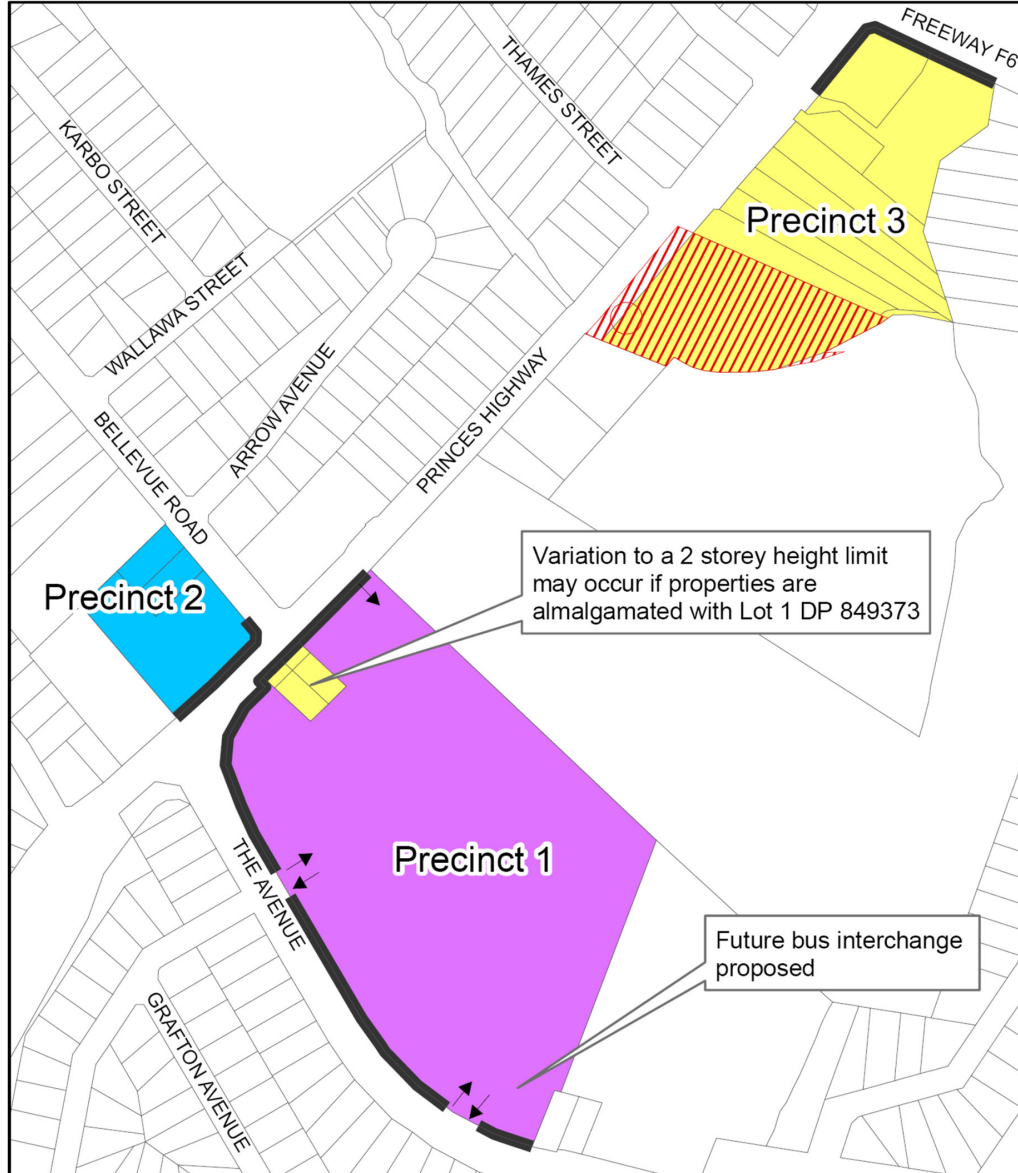 FREEWAY F6
THAMES STREET
KARBO STREET
Precinct 3
WALLAWA STREET
ARROW AVENUE
PRINCES HIGHWAY
BELLEVUE ROAD
Variation to a 2 storey height limit
may occur if properties are
almalgamated with Lot 1 DP 849373
Precinct 2
Precinct 1
THE AVENUE
Future bus interchange
proposed
GRAFTON AVENUE